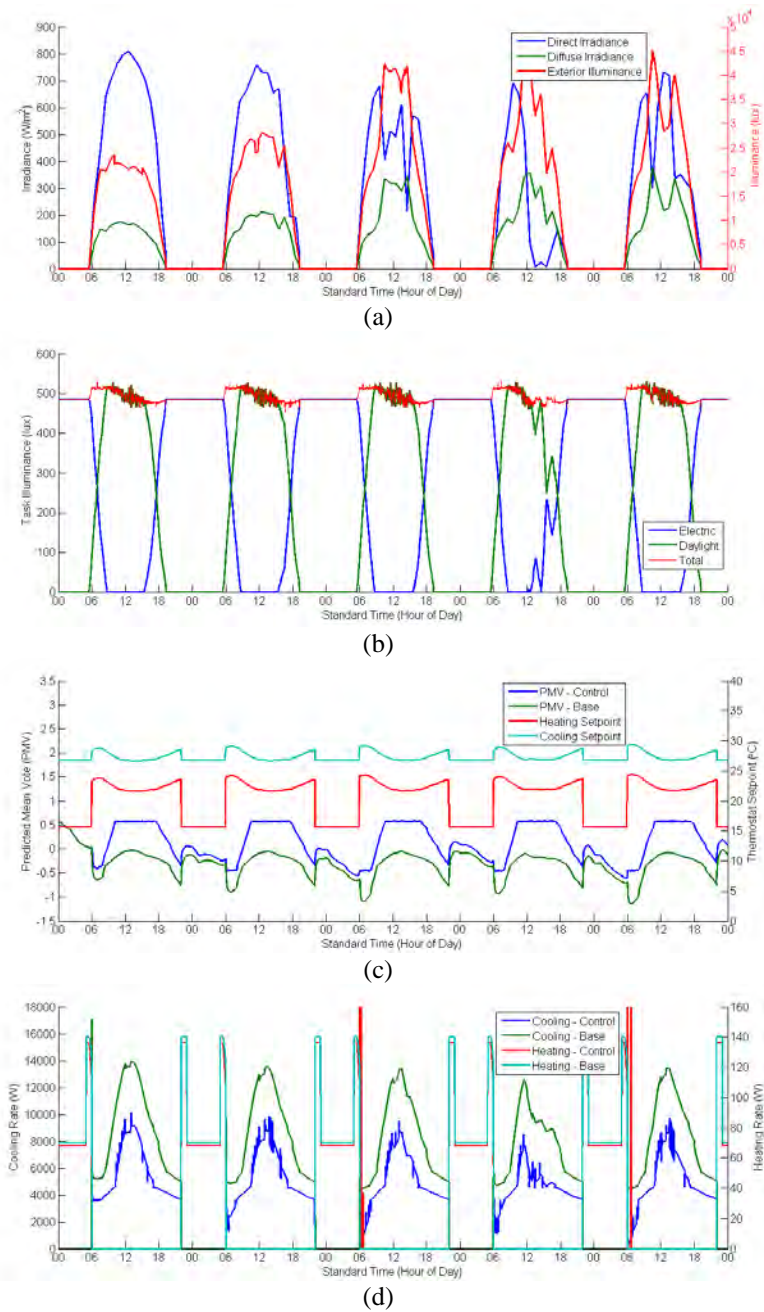 900
800
700
600
500
400
300
200
100
0
Irradiance (W/m²)
Direct Irradiance
Diffuse Irradiance
Exterior Illuminance
x 10⁴
5
4.5
4
3.5
3
2.5
2
1.5
1
0.5
0
Illuminance (lux)
00 06 12 18 00 06 12 18 00 06 12 18 00 06 12 18 00 06 12 18 00
Standard Time (Hour of Day)
(a)
600
500
400
300
200
100
0
Task Illuminance (lux)
Electric
Daylight
Total
00 06 12 18 00 06 12 18 00 06 12 18 00 06 12 18 00 06 12 18 00
Standard Time (Hour of Day)
(b)
3.5
3
2.5
2
1.5
1
0.5
0
-0.5
-1
-1.5
Predicted Mean Vote (PMV)
PMV - Control
PMV - Base
Heating Setpoint
Cooling Setpoint
40
35
30
25
20
15
10
5
0
Thermostat Setpoint (ºC)
00 06 12 18 00 06 12 18 00 06 12 18 00 06 12 18 00 06 12 18 00
Standard Time (Hour of Day)
(c)
18000
16000
14000
12000
10000
8000
6000
4000
2000
0
Cooling Rate (W)
Cooling - Control
Cooling - Base
Heating - Control
Heating - Base
160
140
120
100
80
60
40
20
0
Heating Rate (W)
00 06 12 18 00 06 12 18 00 06 12 18 00 06 12 18 00 06 12 18 00
Standard Time (Hour of Day)
(d)